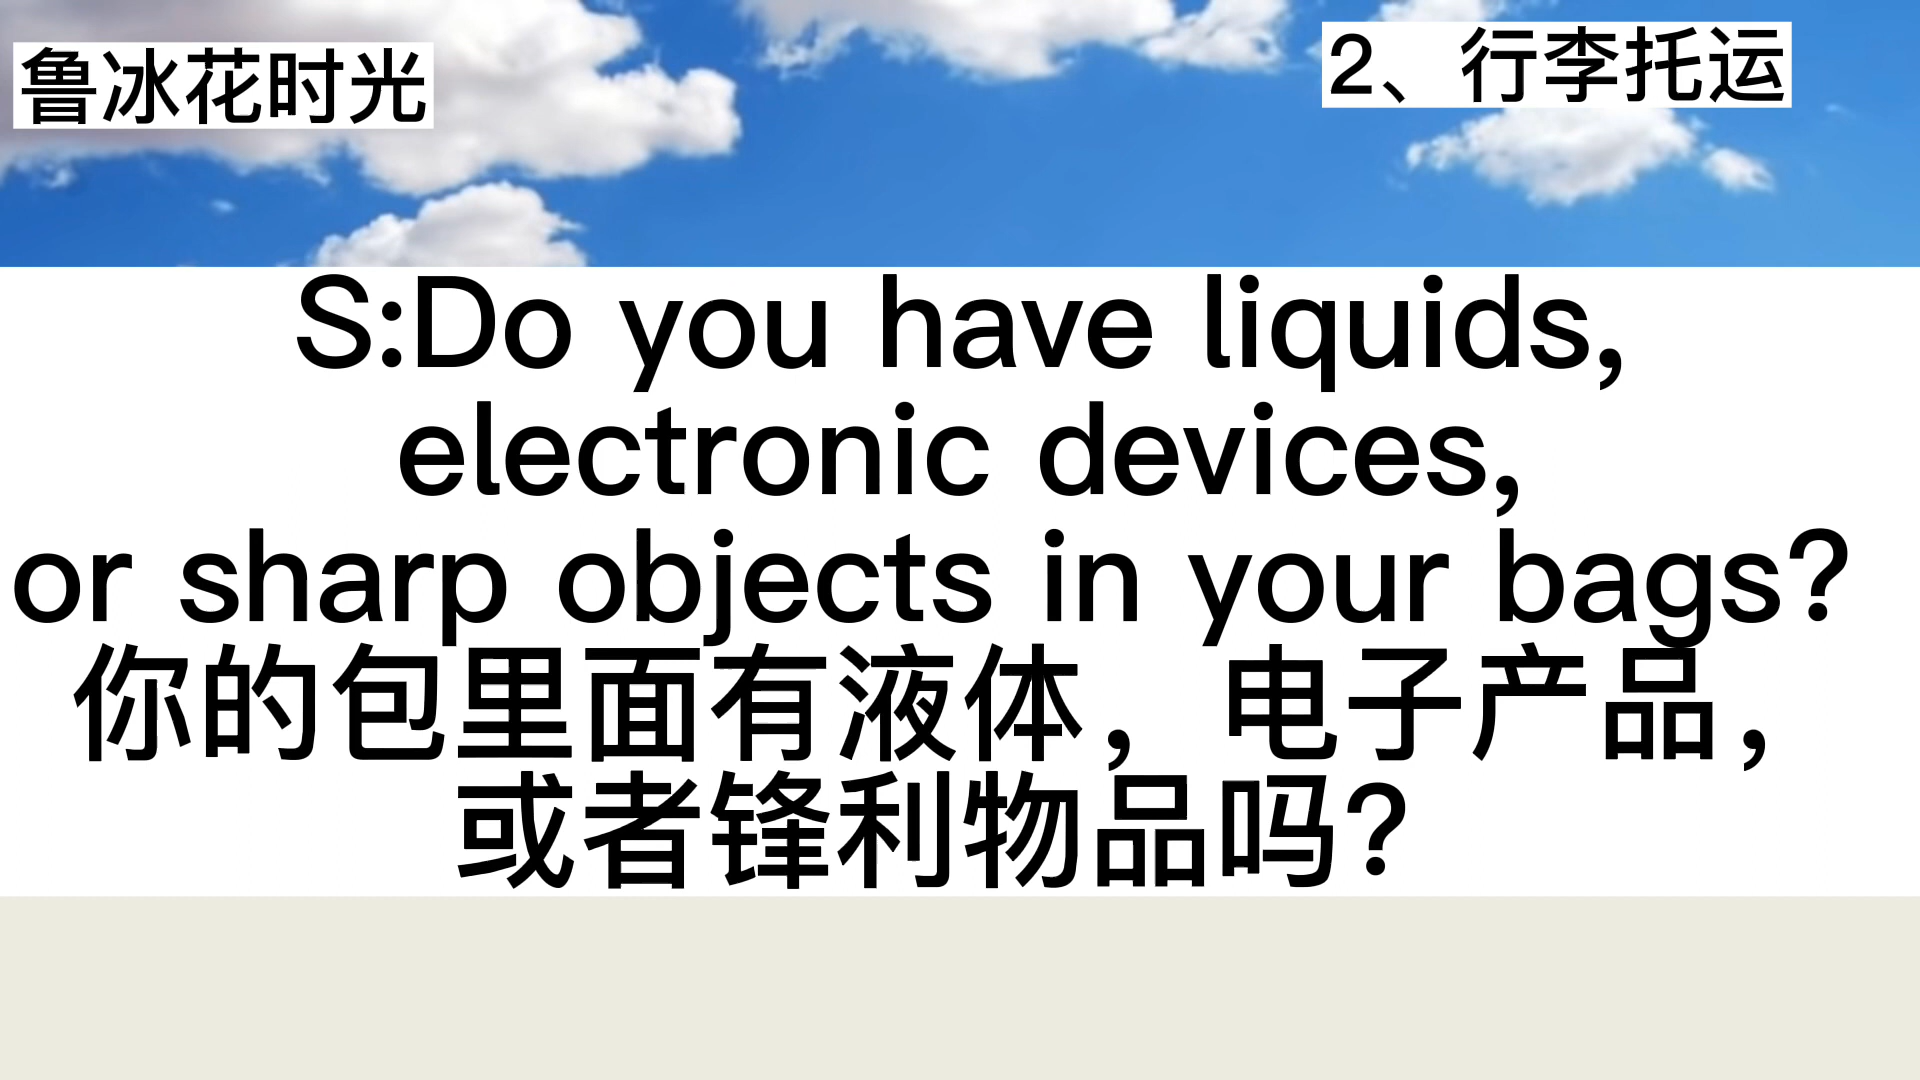 鲁冰花时光
2、行李托运
S:Do you have liquids,
electronic devices,
or sharp objects in your bags?
你的包里面有液体，电子产品，
或者锋利物品吗?